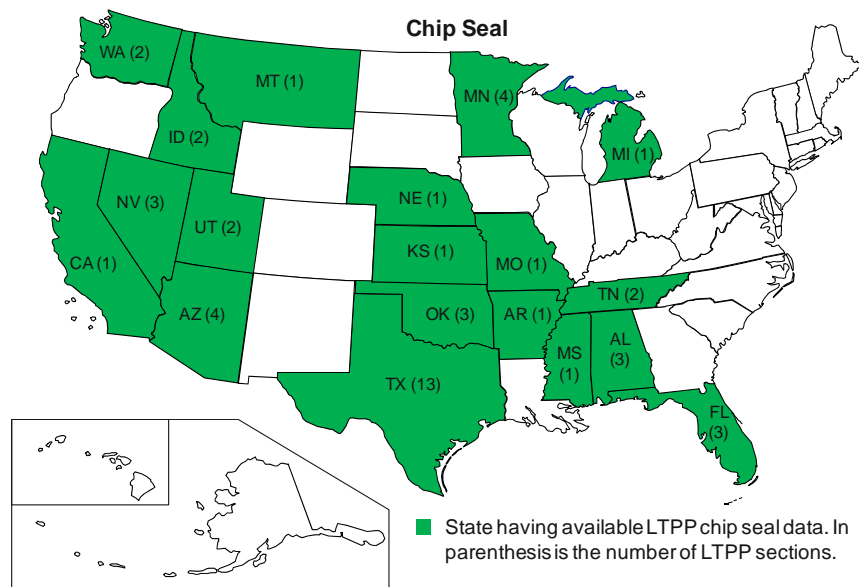 Chip Seal
WA (2)
MT (1)
MN (4)
ID (2)
MI (1)
NE (1)
NV (3)
UT (2)
KS (1)
MO (1)
CA (1)
TN (2)
AZ (4)
OK (3)
AR (1)
MS
(1)
AL
(3)
TX (13)
FL
(3)
State having available LTPP chip seal data. In
parenthesis is the number of LTPP sections.